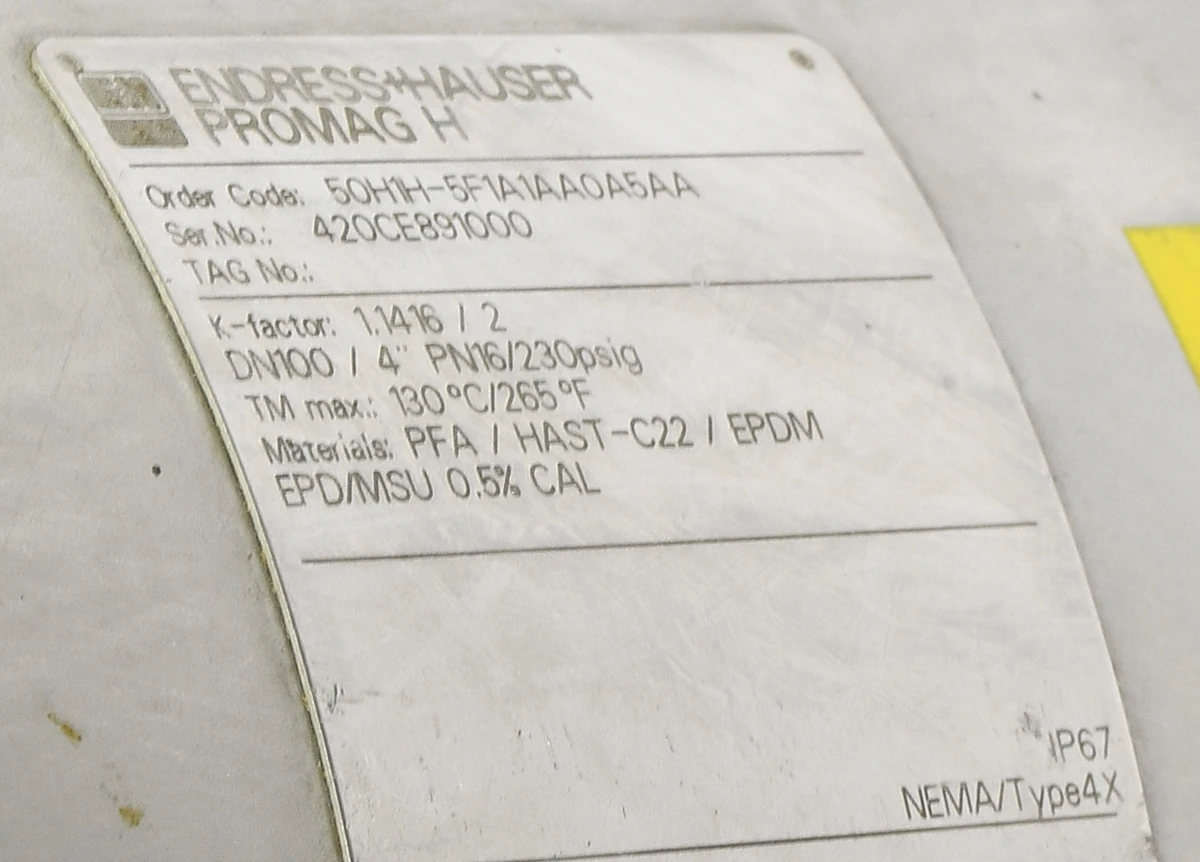 ENDRESS+HAUSER
PROMAG H
Order Code: 50H1H-5F1A1AA0A5AA
Ser.No.: 420CE891000
TAG No.:
K-factor: 1.1416 / 2
DN100 / 4" PN16/230psig
TM max.: 130°C/265°F
Materials: PFA / HAST-C22 / EPDM
EPD/MSU 0.5% CAL
IP67
NEMA/Type4X